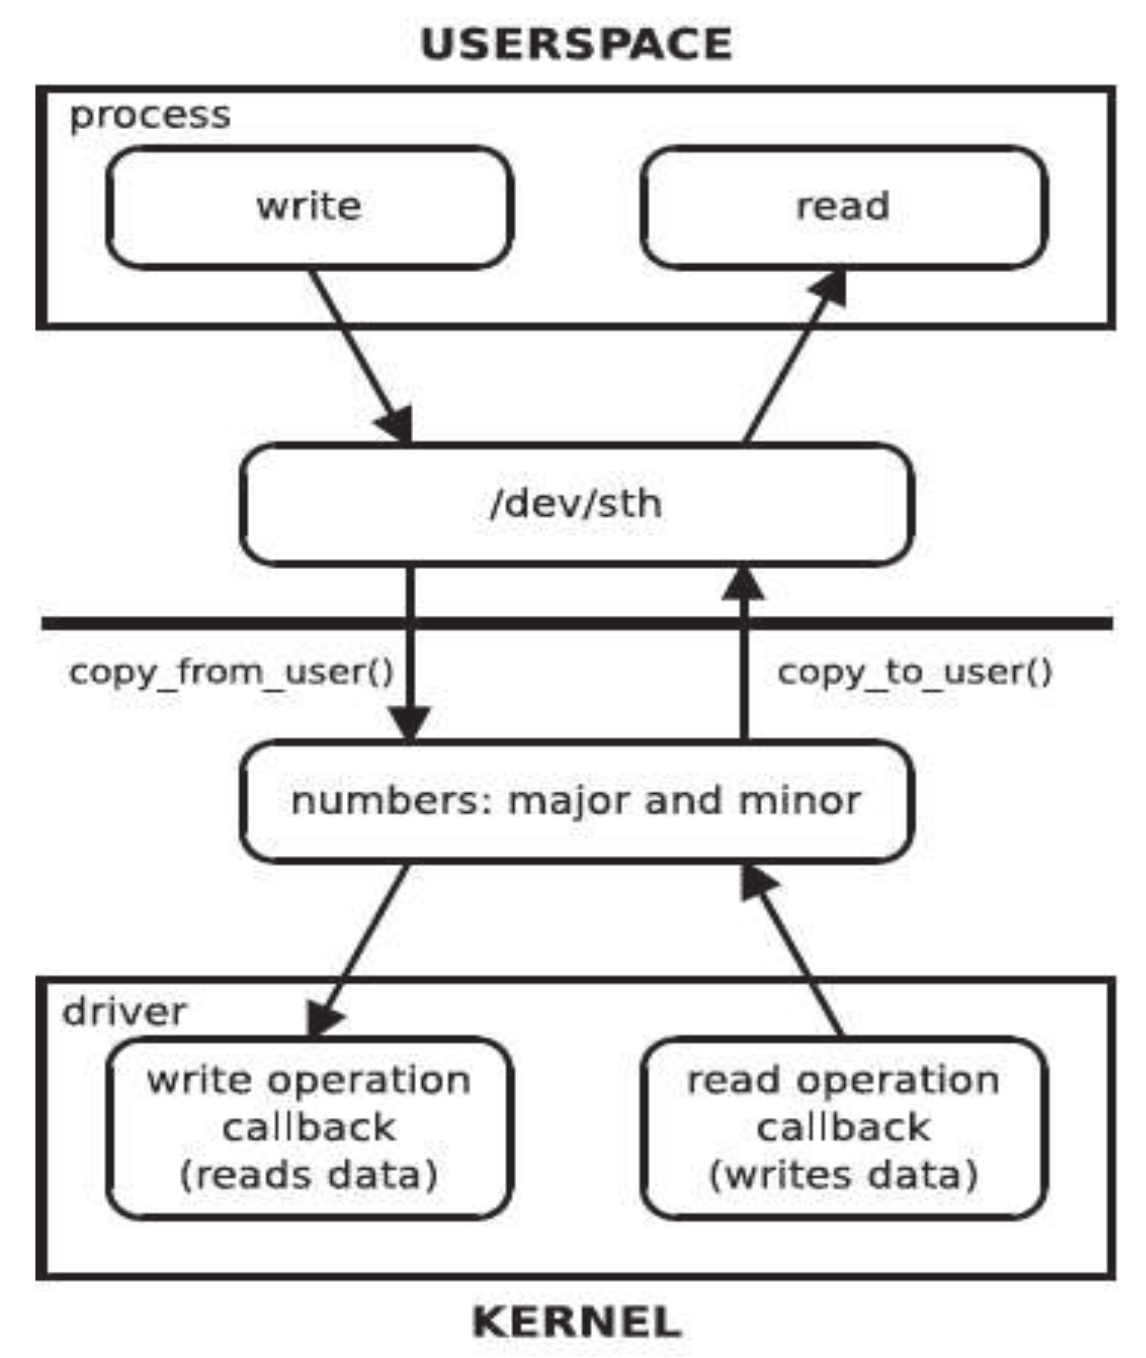 USERSPACE
process
write
read
/dev/sth
copy_from_user()
copy_to_user()
numbers: major and minor
driver
write operation
callback
(reads data)
read operation
callback
(writes data)
KERNEL